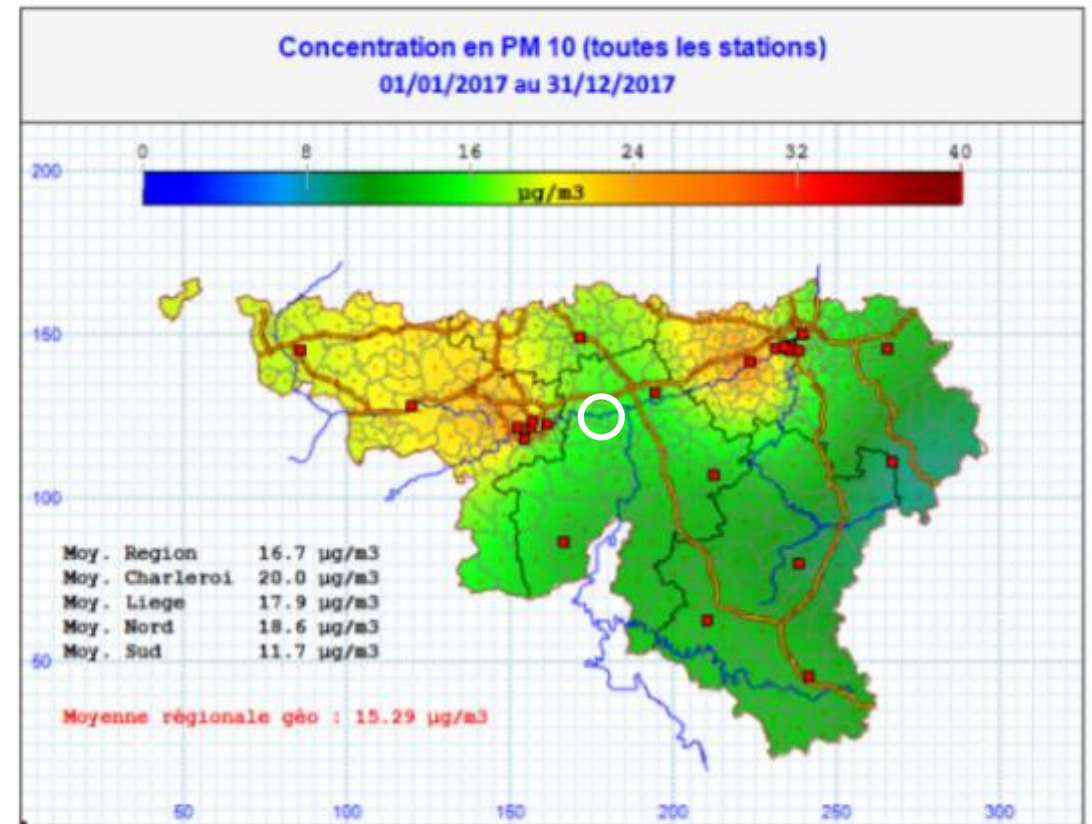 Concentration en PM 10 (toutes les stations)
01/01/2017 au 31/12/2017
0 8 16 24 32 40
200
µg/m3
150
100
Moy. Region 16.7 µg/m3
Moy. Charleroi 20.0 µg/m3
Moy. Liege 17.9 µg/m3
Moy. Nord 18.6 µg/m3
Moy. Sud 11.7 µg/m3
50
Moyenne régionale géo : 15.29 µg/m3
50 100 150 200 250 300